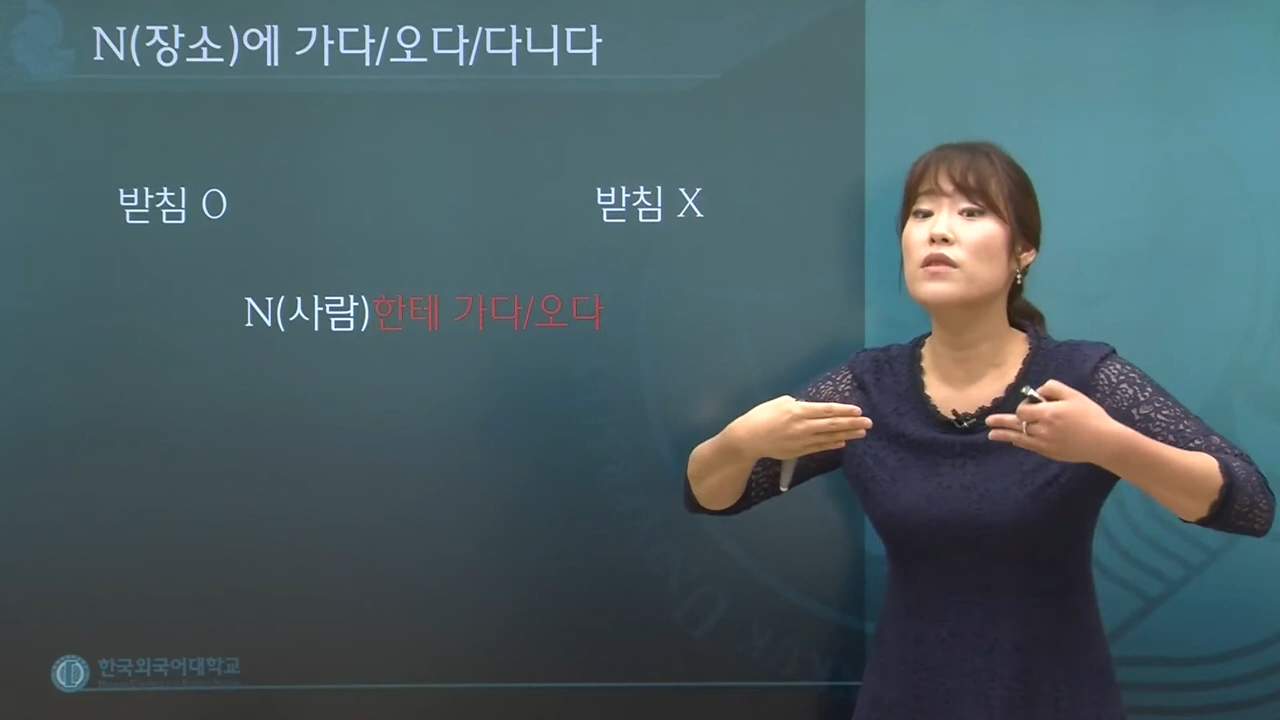 N(장소)에 가다/오다/다니다
받침 O
받침 X
N(사람)한테 가다/오다
한국외국어대학교